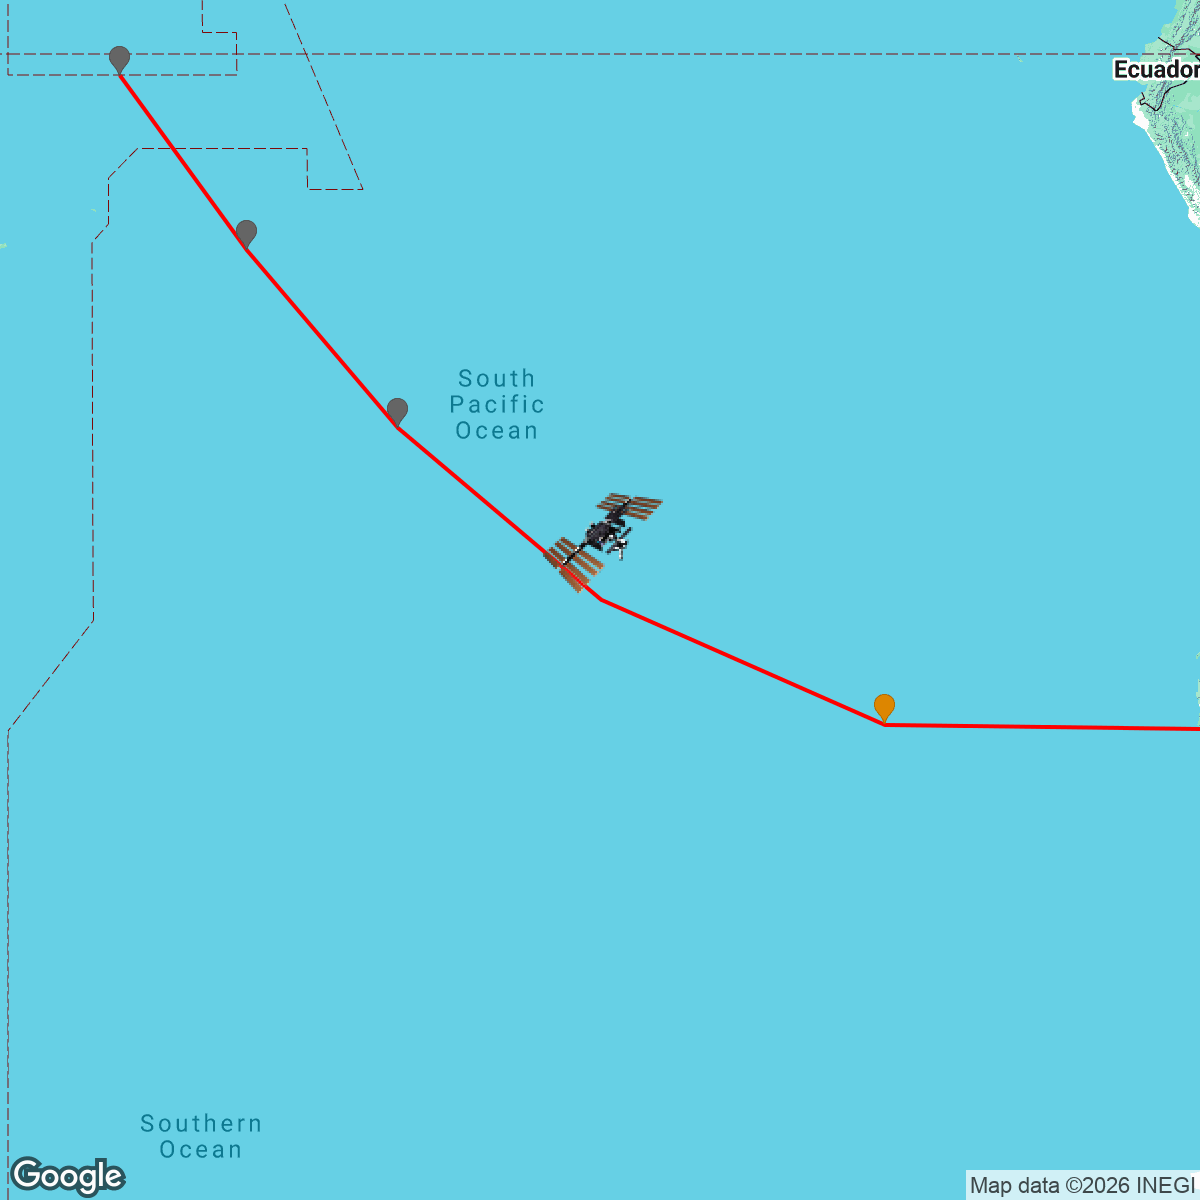 Ecuador
South
Pacific
Ocean
Southern
Ocean
Google
Map data ©2026 INEGI